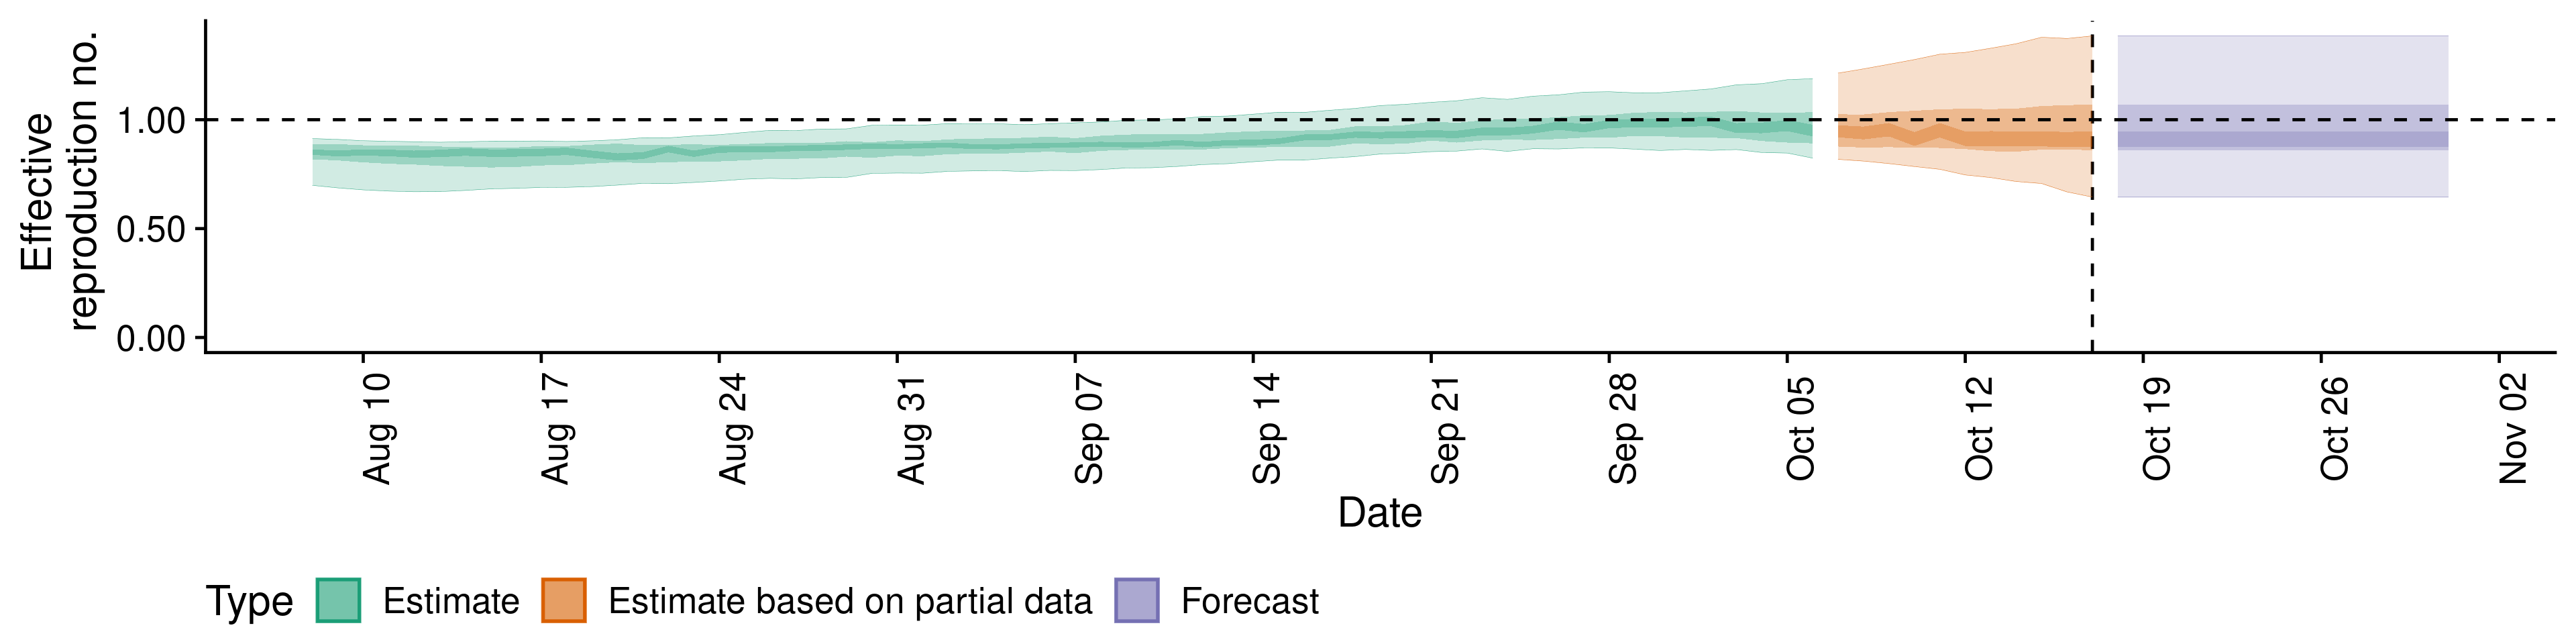 Effective
reproduction no.
1.00
0.50
0.00
Aug 10
Aug 17
Aug 24
Aug 31
Sep 07
Sep 14
Sep 21
Sep 28
Oct 05
Oct 12
Oct 19
Oct 26
Nov 02
Date
Type Estimate Estimate based on partial data Forecast